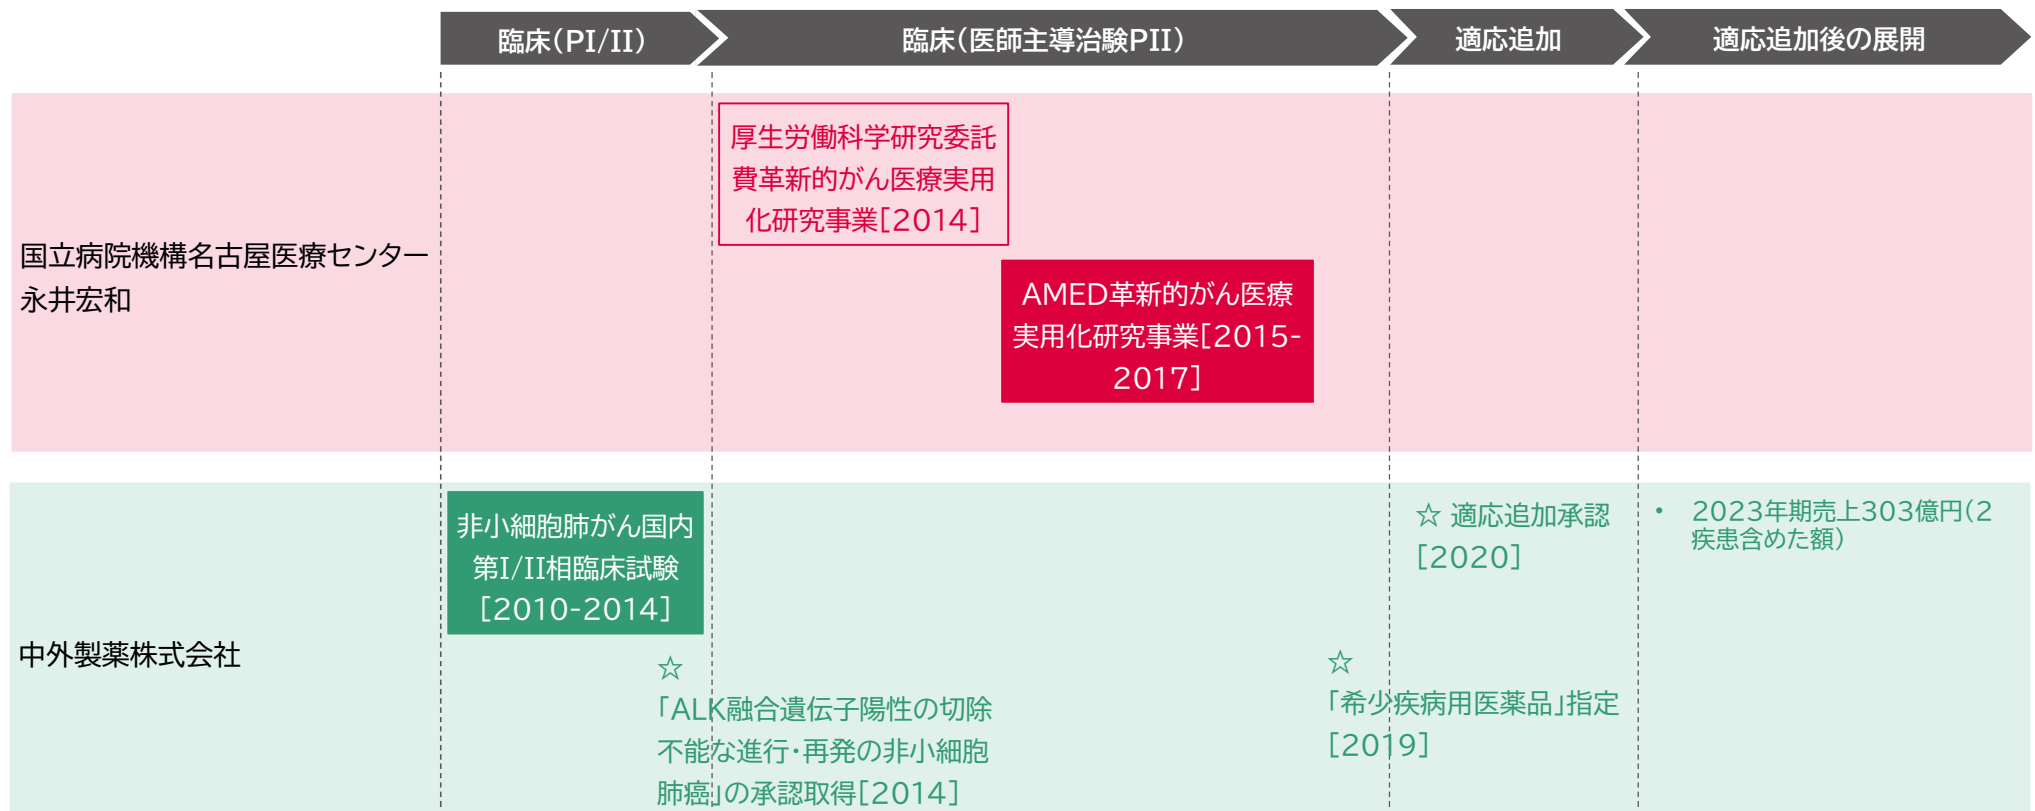 臨床(PI/II)
臨床(医師主導治験PII)
適応追加
適応追加後の展開
国立病院機構名古屋医療センター
永井宏和
厚生労働科学研究委託
費革新的がん医療実用
化研究事業[2014]
AMED革新的がん医療
実用化研究事業[2015-
2017]
中外製薬株式会社
非小細胞肺がん国内
第I/II相臨床試験
[2010-2014]
☆
「ALK融合遺伝子陽性の切除
不能な進行・再発の非小細胞
肺癌」の承認取得[2014]
☆
「希少疾病用医薬品」指定
[2019]
☆ 適応追加承認
[2020]
• 2023年期売上303億円(2
疾患含めた額)